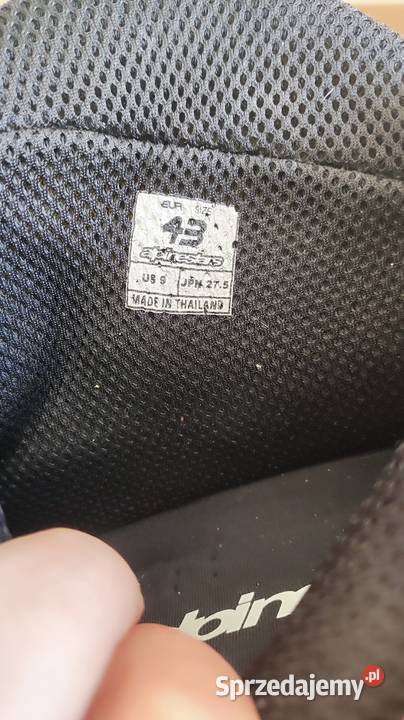 EUR SIZE
43
alpinestars
US 9 JPN 27.5
MADE IN THAILAND
Sprzedajemy.pl